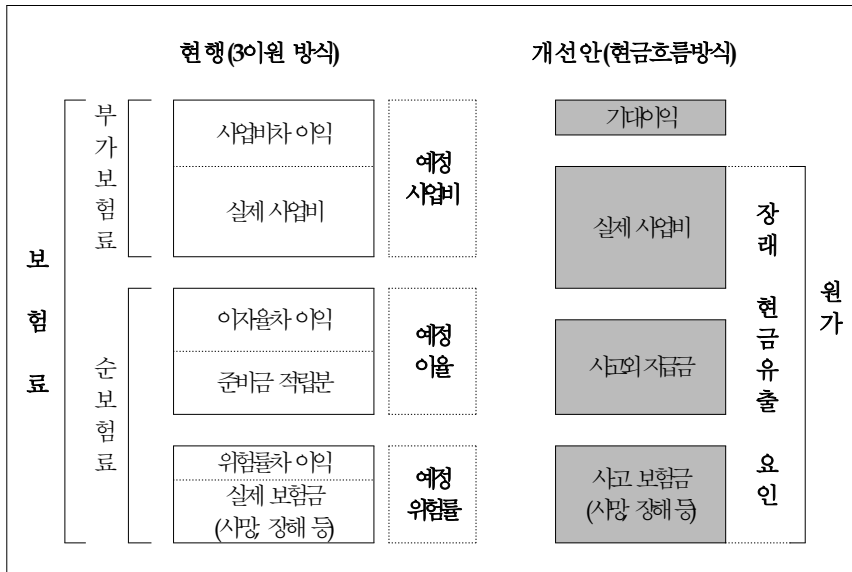 현행(3이원 방식)
개선안(현금흐름방식)
보험료
부가보험료
사업비차 이익
실제 사업비
예정
사업비
순보험료
이자율차 이익
준비금 적립분
예정
이율
위험률차 이익
실제 보험금
(사망, 장해 등)
예정
위험률
기대이익
실제 사업비
사고외 지급금
사고 보험금
(사망, 장해 등)
장래 현금유출 요인
원가